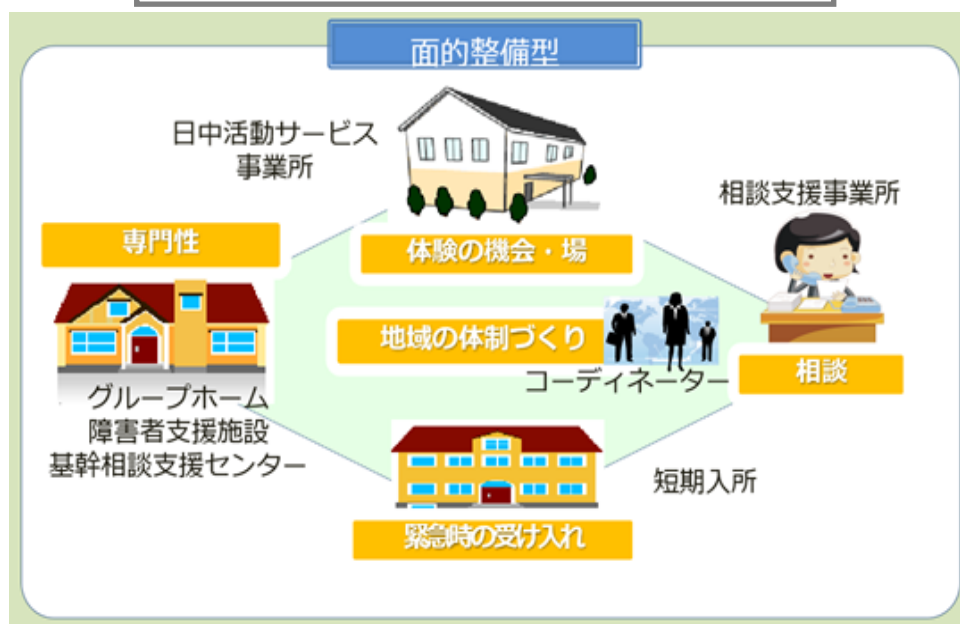 面的整備型
日中活動サービス
事業所
相談支援事業所
専門性
体験の機会・場
地域の体制づくり
コーディネーター
相談
グループホーム
障害者支援施設
基幹相談支援センター
短期入所
緊急時の受け入れ